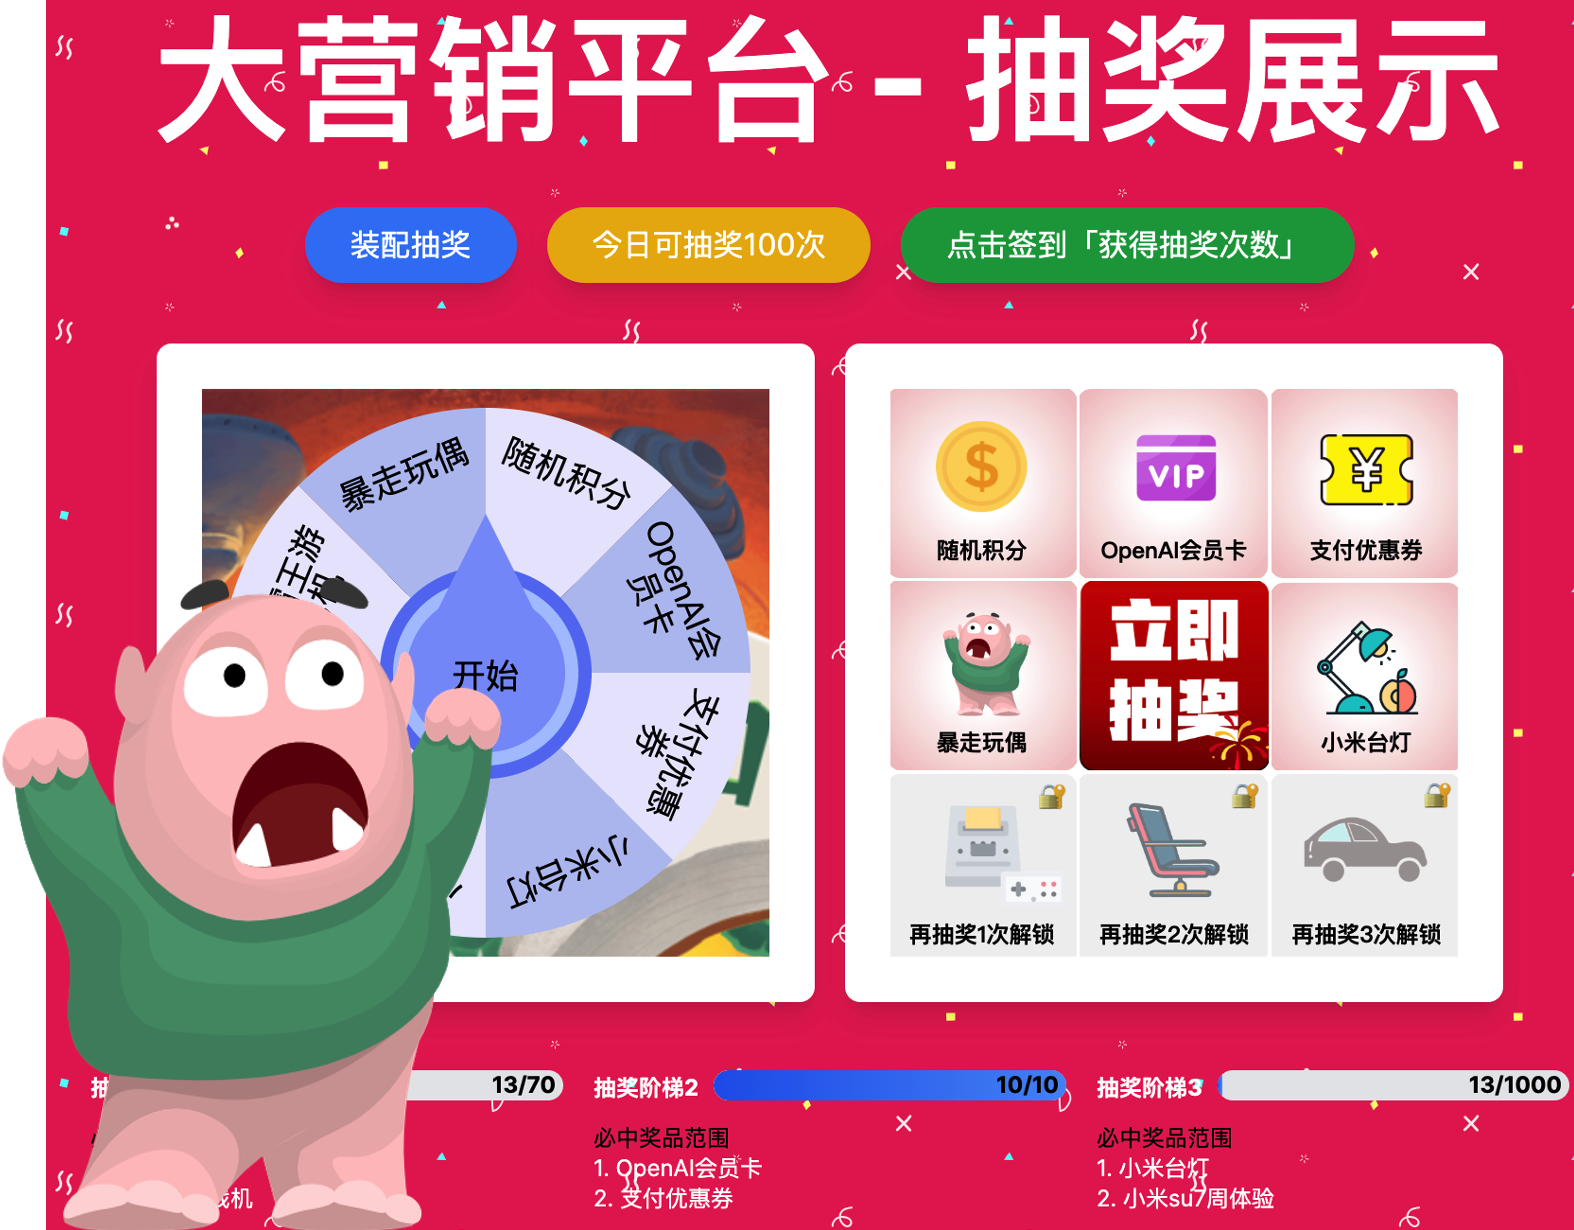 大营销平台 - 抽奖展示
装配抽奖
今日可抽奖100次
点击签到「获得抽奖次数」
暴走玩偶
随机积分
OpenAI会
员卡
支付优惠
券
小米台灯
王游
开始
随机积分
VIP
OpenAI会员卡
¥
支付优惠券
暴走玩偶
立即
抽奖
小米台灯
再抽奖1次解锁
再抽奖2次解锁
再抽奖3次解锁
13/70
抽奖阶梯2
10/10
必中奖品范围
1. OpenAI会员卡
2. 支付优惠券
抽奖阶梯3
13/1000
必中奖品范围
1. 小米台灯
2. 小米su7周体验
机